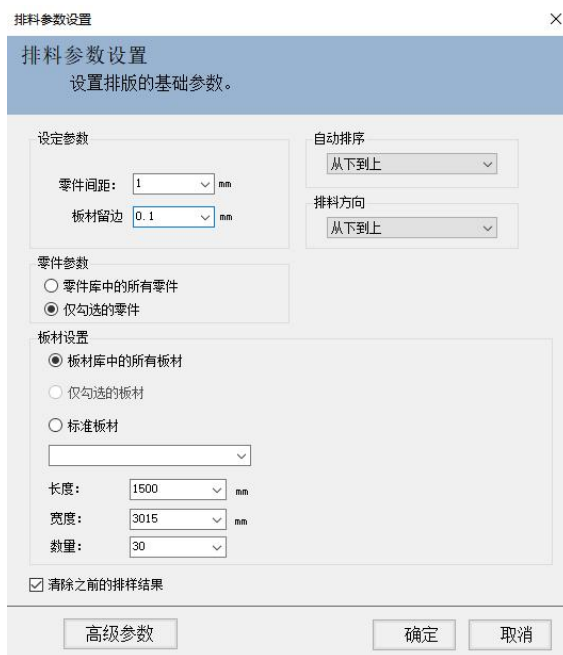 排料参数设置
排料参数设置
设置排版的基础参数。
设定参数
零件间距: 1 mm
板材留边 0.1 mm
自动排序
从下到上
排料方向
从下到上
零件参数
零件库中的所有零件
仅勾选的零件
板材设置
板材库中的所有板材
仅勾选的板材
标准板材
长度: 1500 mm
宽度: 3015 mm
数量: 30
清除之前的排样结果
高级参数 确定 取消